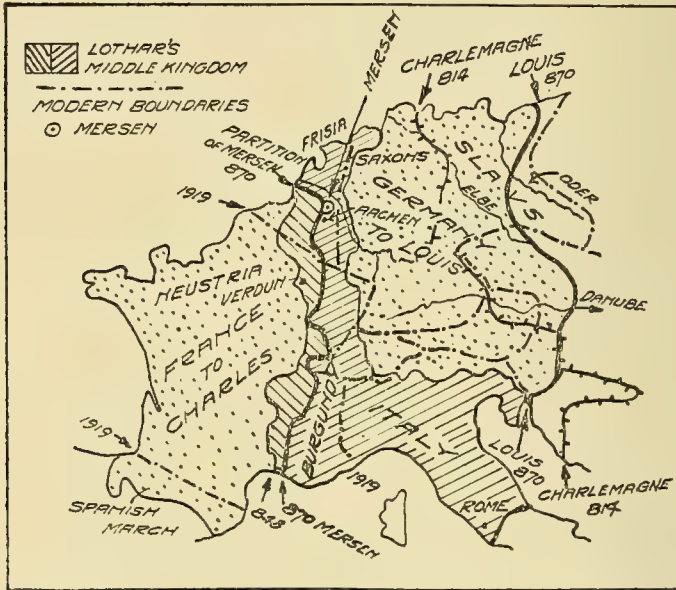 LOTHAR'S
MIDDLE KINGDOM
MODERN BOUNDARIES
MERSEN
MERSEN
CHARLEMAGNE
814
LOUIS
870
PARTITION
OF MERSEN
870
FRISIA
SAXONS
SLAVS
ELBE
ODER
1919
AACHEN
GERMANY
TO LOUIS
NEUSTRIA
VERDUN
DANUBE
FRANCE
TO
CHARLES
BURGUNDY
ITALY
1919
SPANISH
MARCH
843
870 MERSEN
1919
ROME
LOUIS
870
CHARLEMAGNE
814